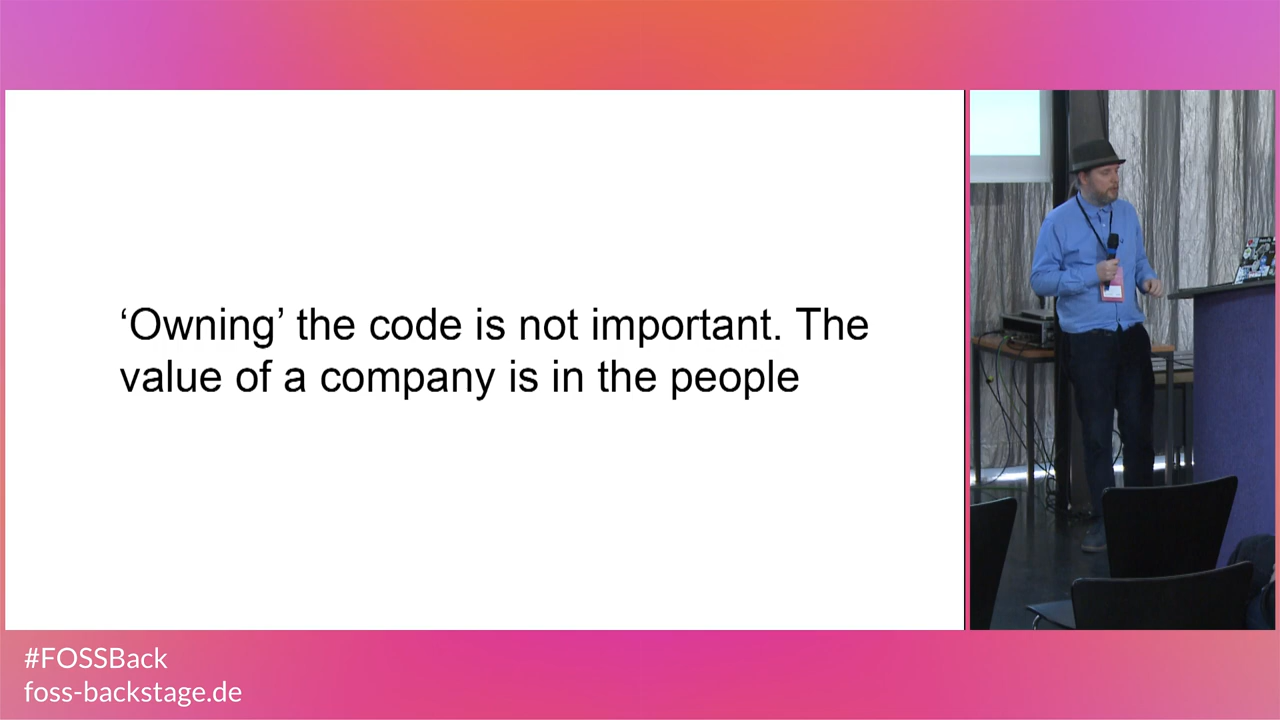 ‘Owning’ the code is not important. The
value of a company is in the people
#FOSSBack
foss-backstage.de